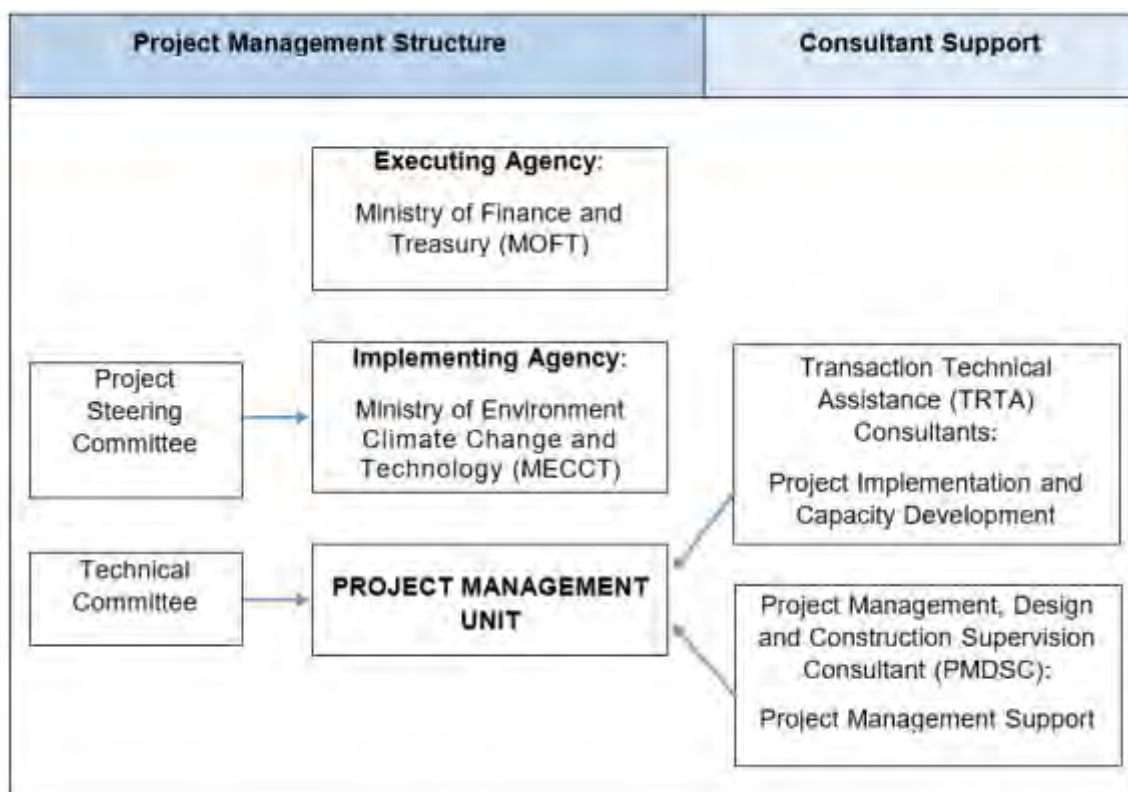 Project Management Structure
Consultant Support
Executing Agency:
Ministry of Finance and
Treasury (MOFT)
Implementing Agency:
Ministry of Environment
Climate Change and
Technology (MECCT)
Project
Steering
Committee
Transaction Technical
Assistance (TRTA)
Consultants:
Project Implementation and
Capacity Development
Technical
Committee
PROJECT MANAGEMENT
UNIT
Project Management, Design
and Construction Supervision
Consultant (PMDSC):
Project Management Support